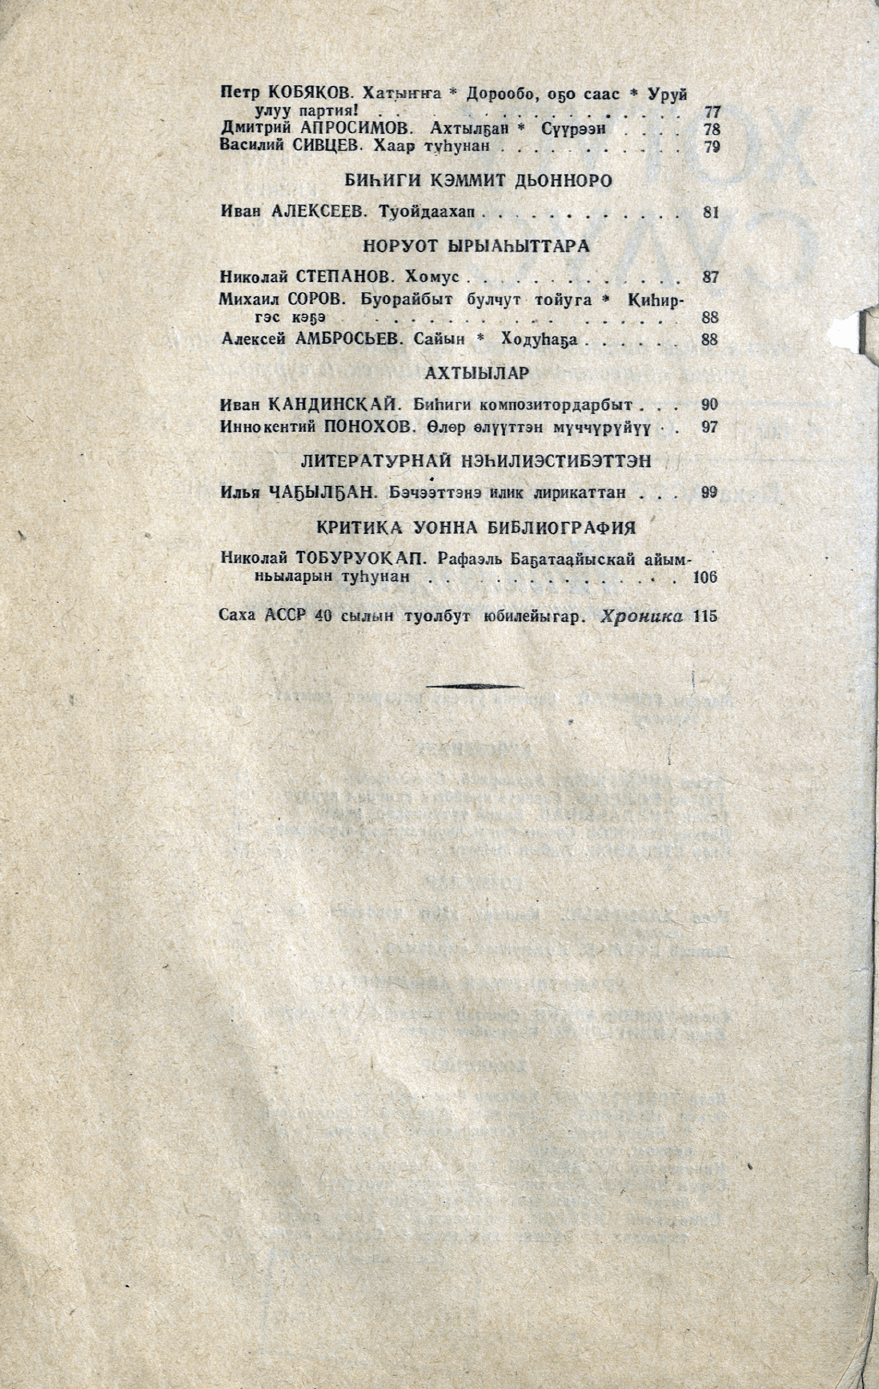 Петр КОБЯКОВ. Хатыҥҥа * Дорообо, оҕо саас * Уруй
улуу партия! . . . . . . . . . . . . . 77
Дмитрий АПРОСИМОВ. Ахтылҕан * Сүүрээн . . . . 78
Василий СИВЦЕВ. Хаар туһунан . . . . . . . . . . 79
БИҺИГИ КЭММИТ ДЬОННОРО
Иван АЛЕКСЕЕВ. Туойдаахап . . . . . . . . . . . 81
НОРУОТ ЫРЫАҺЫТТАРА
Николай СТЕПАНОВ. Хомус . . . . . . . . . . . . 87
Михаил СОРОВ. Буорайбыт булчут тойуга * Киһир-
гэс кэҕэ . . . . . . . . . . . . . . 88
Алексей АМБРОСЬЕВ. Сайын * Ходуһаҕа . . . . . . 88
АХТЫЫЛАР
Иван КАНДИНСКАЙ. Биһиги композитордарбыт . . . 90
Иннокентий ПОНОХОВ. Өлөр өлүүттэн мүччүрүйүү . . 97
ЛИТЕРАТУРНАЙ НЭҺИЛИЭСТИБЭТТЭН
Илья ЧАҔЫЛҔАН. Бэчээттэнэ илик лирикаттан . . . 99
КРИТИКА УОННА БИБЛИОГРАФИЯ
Николай ТОБУРУОКАП. Рафаэль Баҕатаайыскай айым-
ньыларын туһунан . . . . . . . . . . . . 106
Саха АССР 40 сылын туолбут юбилейыгар. Хроника 115